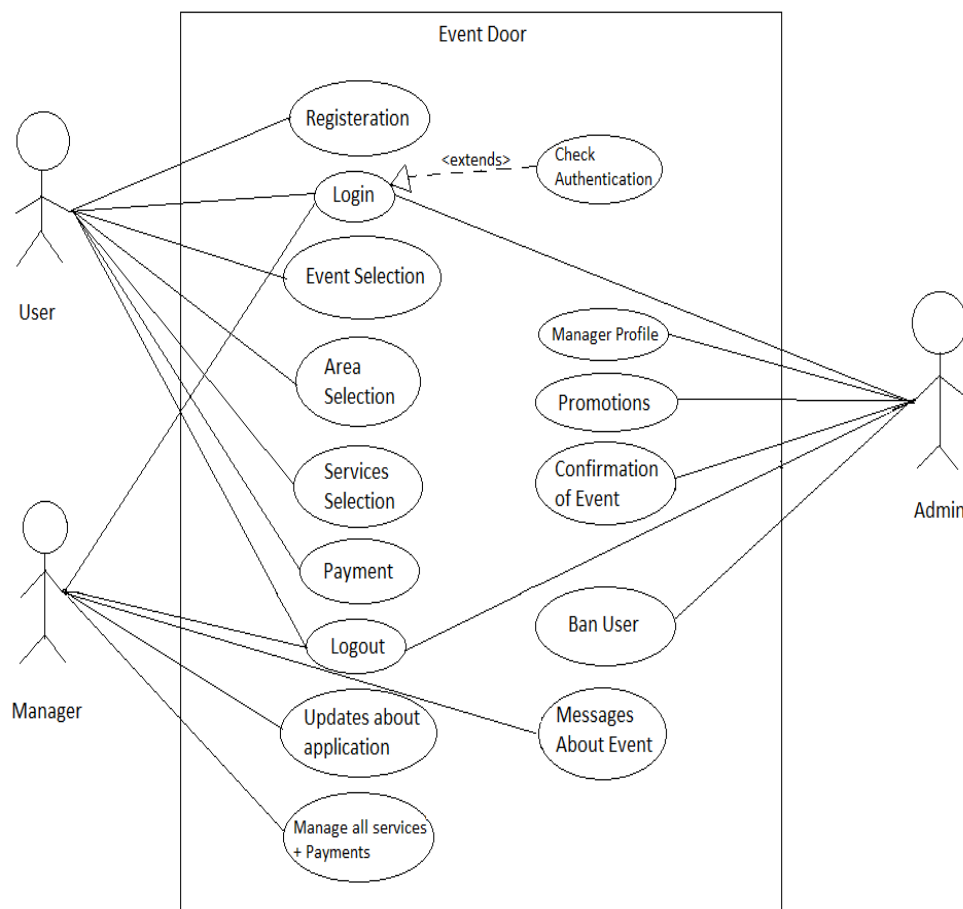 Event Door
Registeration
<extends>
Check
Authentication
Login
Event Selection
User
Manager Profile
Area
Selection
Promotions
Services
Selection
Confirmation
of Event
Admin
Payment
Ban User
Logout
Manager
Updates about
application
Messages
About Event
Manage all services
+ Payments